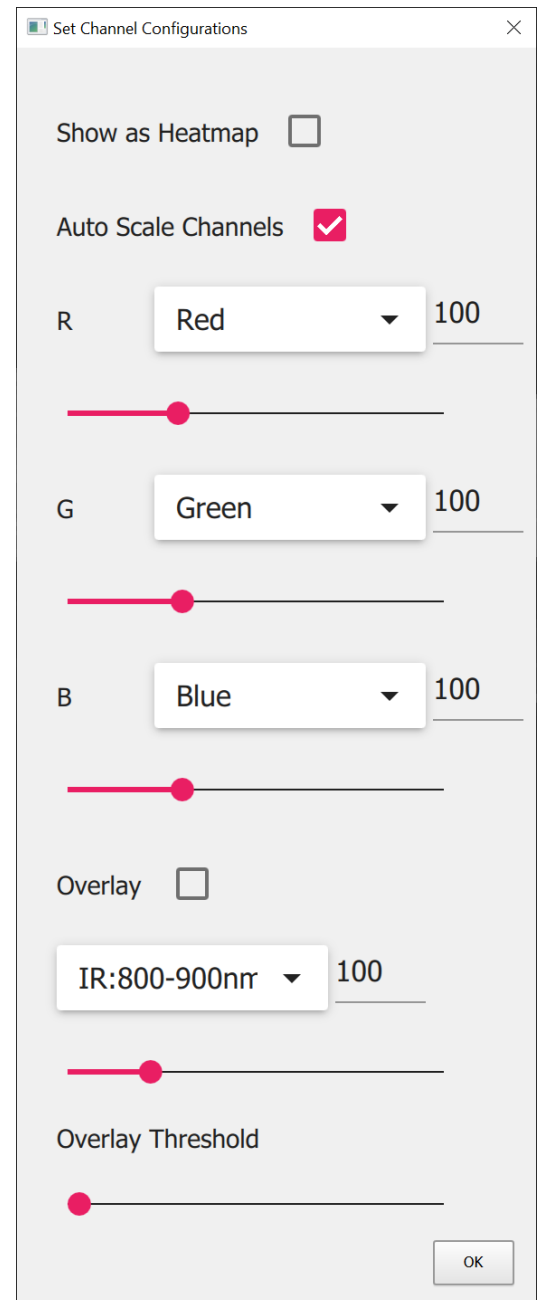 Set Channel Configurations
Show as Heatmap
Auto Scale Channels
R Red 100
G Green 100
B Blue 100
Overlay
IR:800-900nm 100
Overlay Threshold
OK